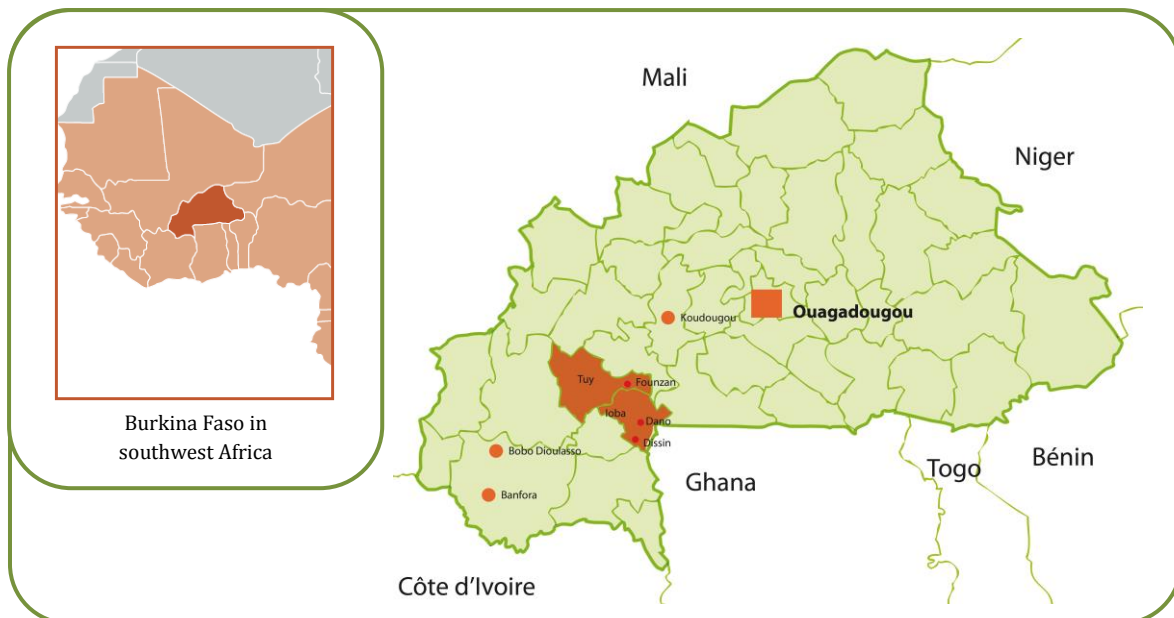 Burkina Faso in
southwest Africa
Mali
Niger
Koudougou
Ouagadougou
Tuy
Founzan
Ioba
Dano
Dissin
Bobo Dioulasso
Banfora
Ghana
Togo
Bénin
Côte d'Ivoire